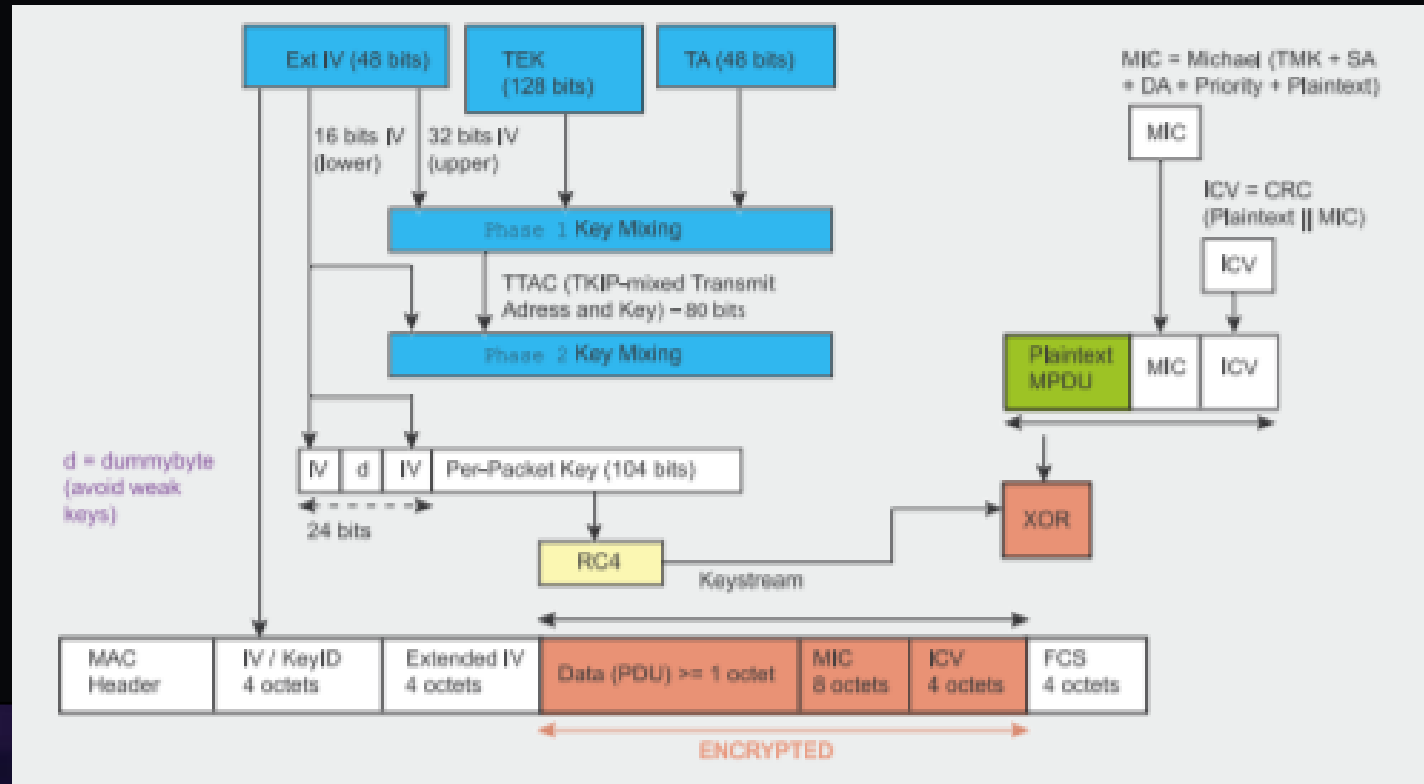 Ext IV (48 bits)
TEK
(128 bits)
TA (48 bits)
MIC = Michael (TMK + SA
+ DA + Priority + Plaintext)
MIC
16 bits IV
(lower)
32 bits IV
(upper)
ICV = CRC
(Plaintext || MIC)
ICV
Phase 1 Key Mixing
TTAC (TKIP-mixed Transmit
Adress and Key) - 80 bits
Phase 2 Key Mixing
Plaintext
MPDU
MIC
ICV
d = dummybyte
(avoid weak
keys)
IV
d
IV
Per-Packet Key (104 bits)
24 bits
XOR
RC4
Keystream
MAC
Header
IV / KeyID
4 octets
Extended IV
4 octets
Data (PDU) >= 1 octet
MIC
8 octets
ICV
4 octets
FCS
4 octets
ENCRYPTED